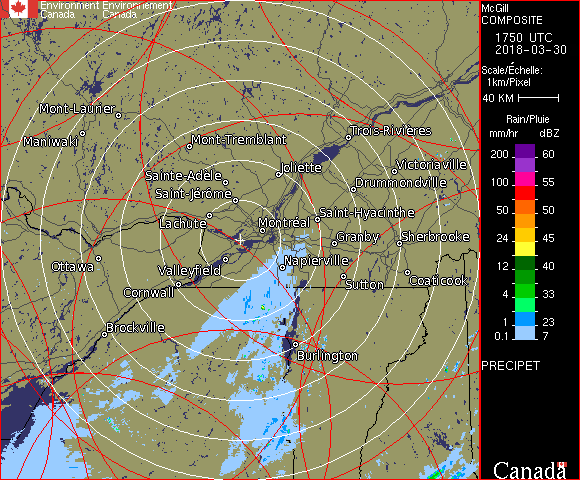 Environment Environnement
Canada Canada
McGill
COMPOSITE
1750 UTC
2018-03-30
Scale/Échelle:
1km/Pixel
40 KM
Rain/Pluie
mm/hr dBZ
200 60
150 55
100 55
50 50
24 45
12 40
4 33
1 23
0.1 7
PRECIPET
Canada
Mont-Laurier
Maniwaki
Mont-Tremblant
Trois-Rivières
Joliette
Victoriaville
Sainte-Adèle
Drummondville
Saint-Jérôme
Saint-Hyacinthe
Lachute
Montréal
Granby
Sherbrooke
Ottawa
Valleyfield
Napierville
Cornwall
Sutton
Coaticook
Brockville
Burlington